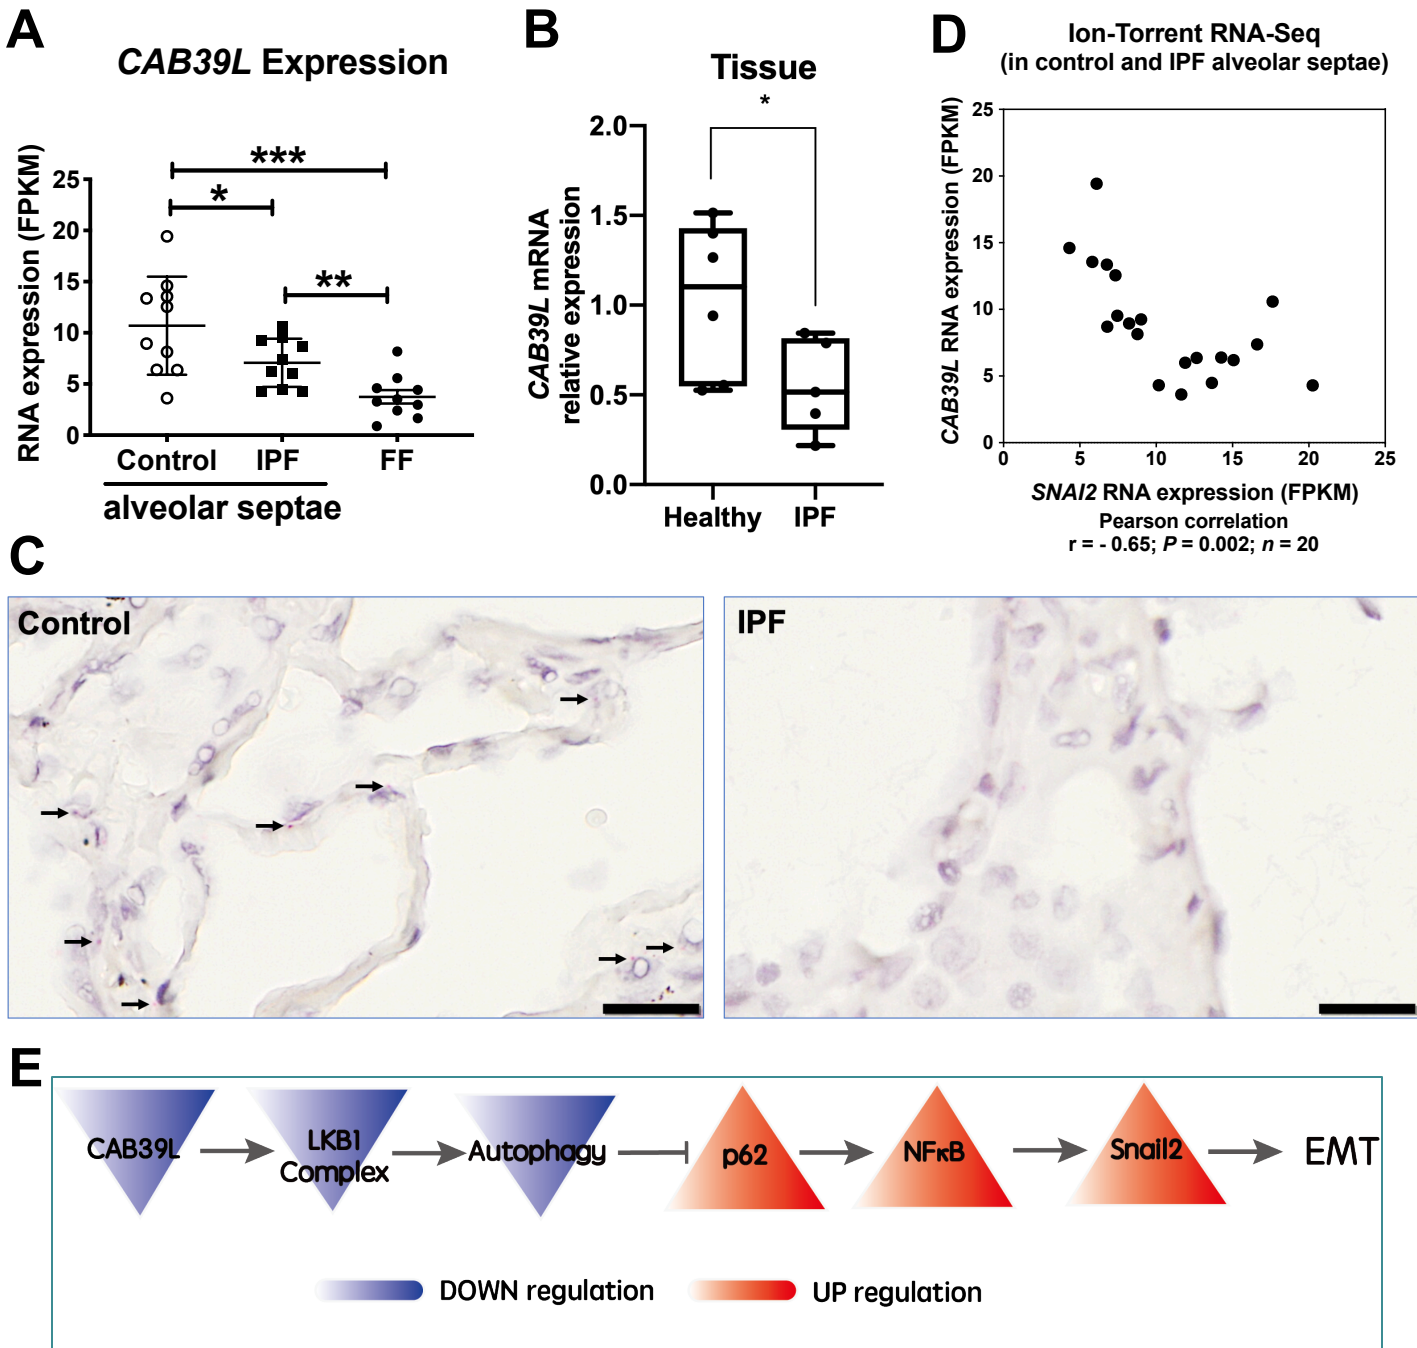 A
CAB39L Expression
***
*
**
RNA expression (FPKM)
25
20
15
10
5
0
Control
IPF
FF
alveolar septae
B
Tissue
*
CAB39L mRNA
relative expression
2.0
1.5
1.0
0.5
0.0
Healthy
IPF
D
Ion-Torrent RNA-Seq
(in control and IPF alveolar septae)
CAB39L RNA expression (FPKM)
25
20
15
10
5
0
0
5
10
15
20
25
SNAI2 RNA expression (FPKM)
Pearson correlation
r = - 0.65; P = 0.002; n = 20
C
Control
IPF
E
CAB39L
LKB1
Complex
Autophagy
p62
NFκB
Snail2
EMT
DOWN regulation
UP regulation